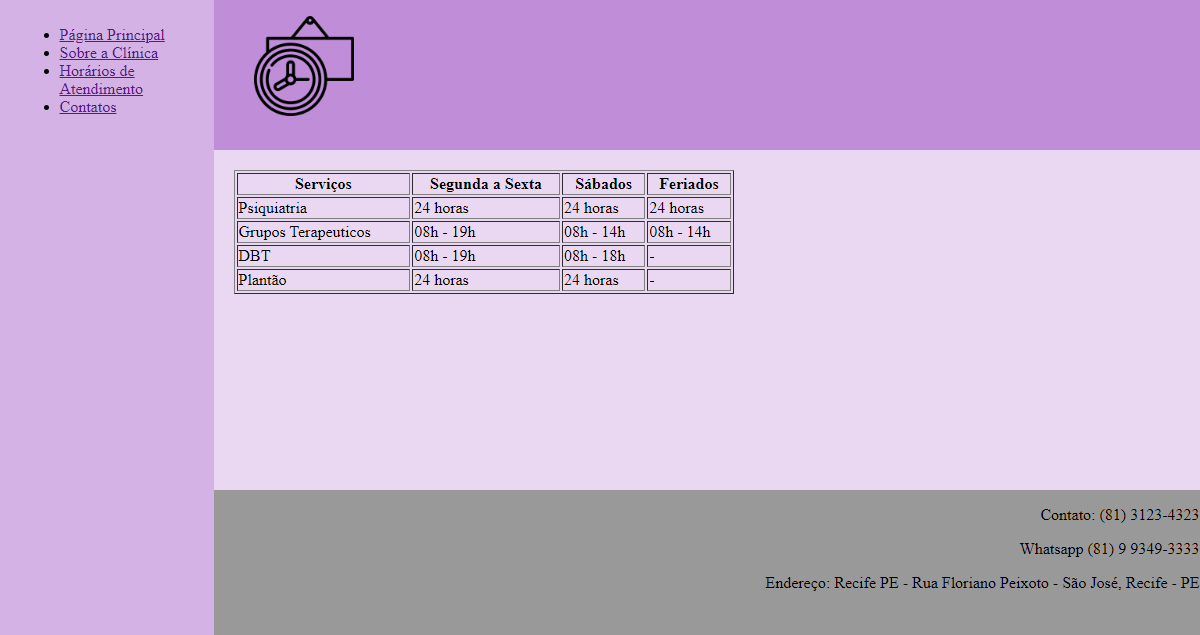 Página Principal
Sobre a Clínica
Horários de
Atendimento
Contatos
Serviços Segunda a Sexta Sábados Feriados
Psiquiatria 24 horas 24 horas 24 horas
Grupos Terapeuticos 08h - 19h 08h - 14h 08h - 14h
DBT 08h - 19h 08h - 18h -
Plantão 24 horas 24 horas -
Contato: (81) 3123-4323
Whatsapp (81) 9 9349-3333
Endereço: Recife PE - Rua Floriano Peixoto - São José, Recife - PE